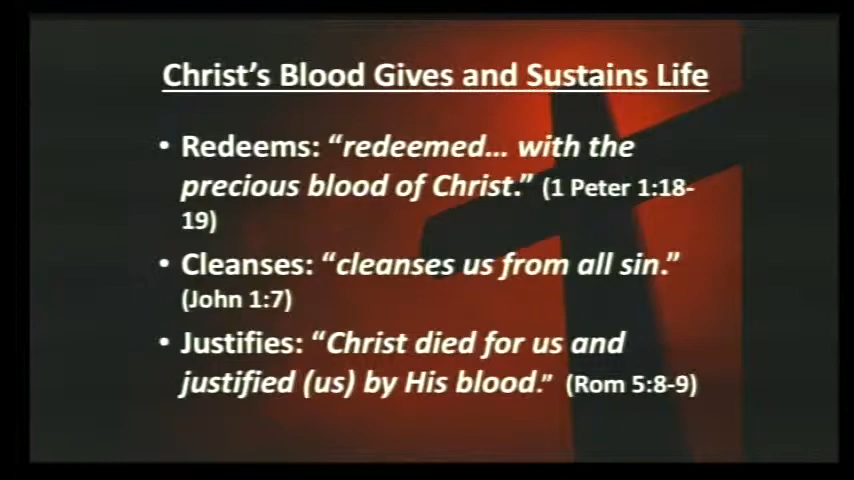 Christ's Blood Gives and Sustains Life
• Redeems: "redeemed... with the
precious blood of Christ." (1 Peter 1:18-
19)
• Cleanses: "cleanses us from all sin."
(John 1:7)
• Justifies: "Christ died for us and
justified (us) by His blood." (Rom 5:8-9)